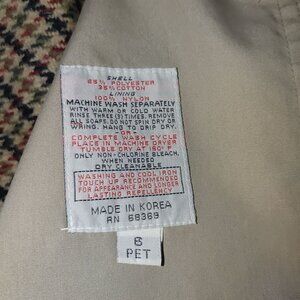 SHELL
65% POLYESTER
35% COTTON
LINING
100% NYLON
MACHINE WASH SEPARATELY
WITH WARM OR COLD WATER
RINSE THREE (3) TIMES. REMOVE
ALL SOAPS. DO NOT SPIN DRY OR
WRING. HANG TO DRIP DRY.
-OR-
COMPLETE WASH CYCLE
PLACE IN MACHINE DRYER
TUMBLE DRY AT 160°F
ONLY NON-CHLORINE BLEACH,
WHEN NEEDED
DRY CLEANABLE
WASHING AND COOL IRON
TOUCH UP RECOMMENDED
FOR APPEARANCE AND LONGER
LASTING REPELLENCY
MADE IN KOREA
RN 68369
6
PET